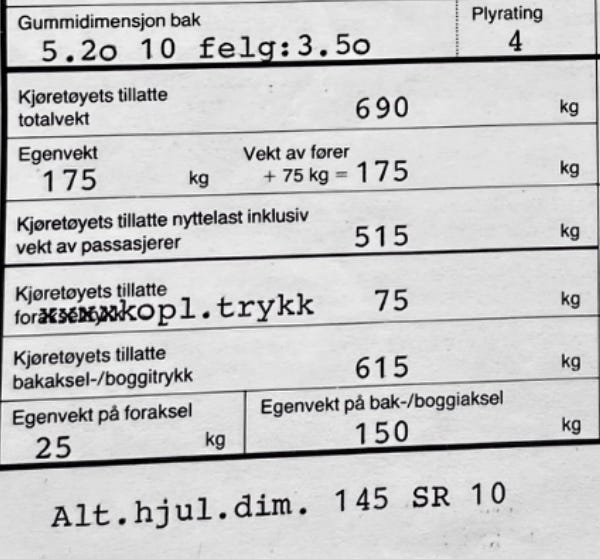 Gummidimensjon bak Plyrating
5.2o 10 felg:3.5o 4
Kjøretøyets tillatte
totalvekt 690 kg
Egenvekt Vekt av fører
175 kg + 75 kg = 175 kg
Kjøretøyets tillatte nyttelast inklusiv
vekt av passasjerer 515 kg
Kjøretøyets tillatte
kopl.trykk 75 kg
Kjøretøyets tillatte
bakaksel-/boggitrykk 615 kg
Egenvekt på foraksel Egenvekt på bak-/boggiaksel
25 kg 150 kg
Alt.hjul.dim. 145 SR 10